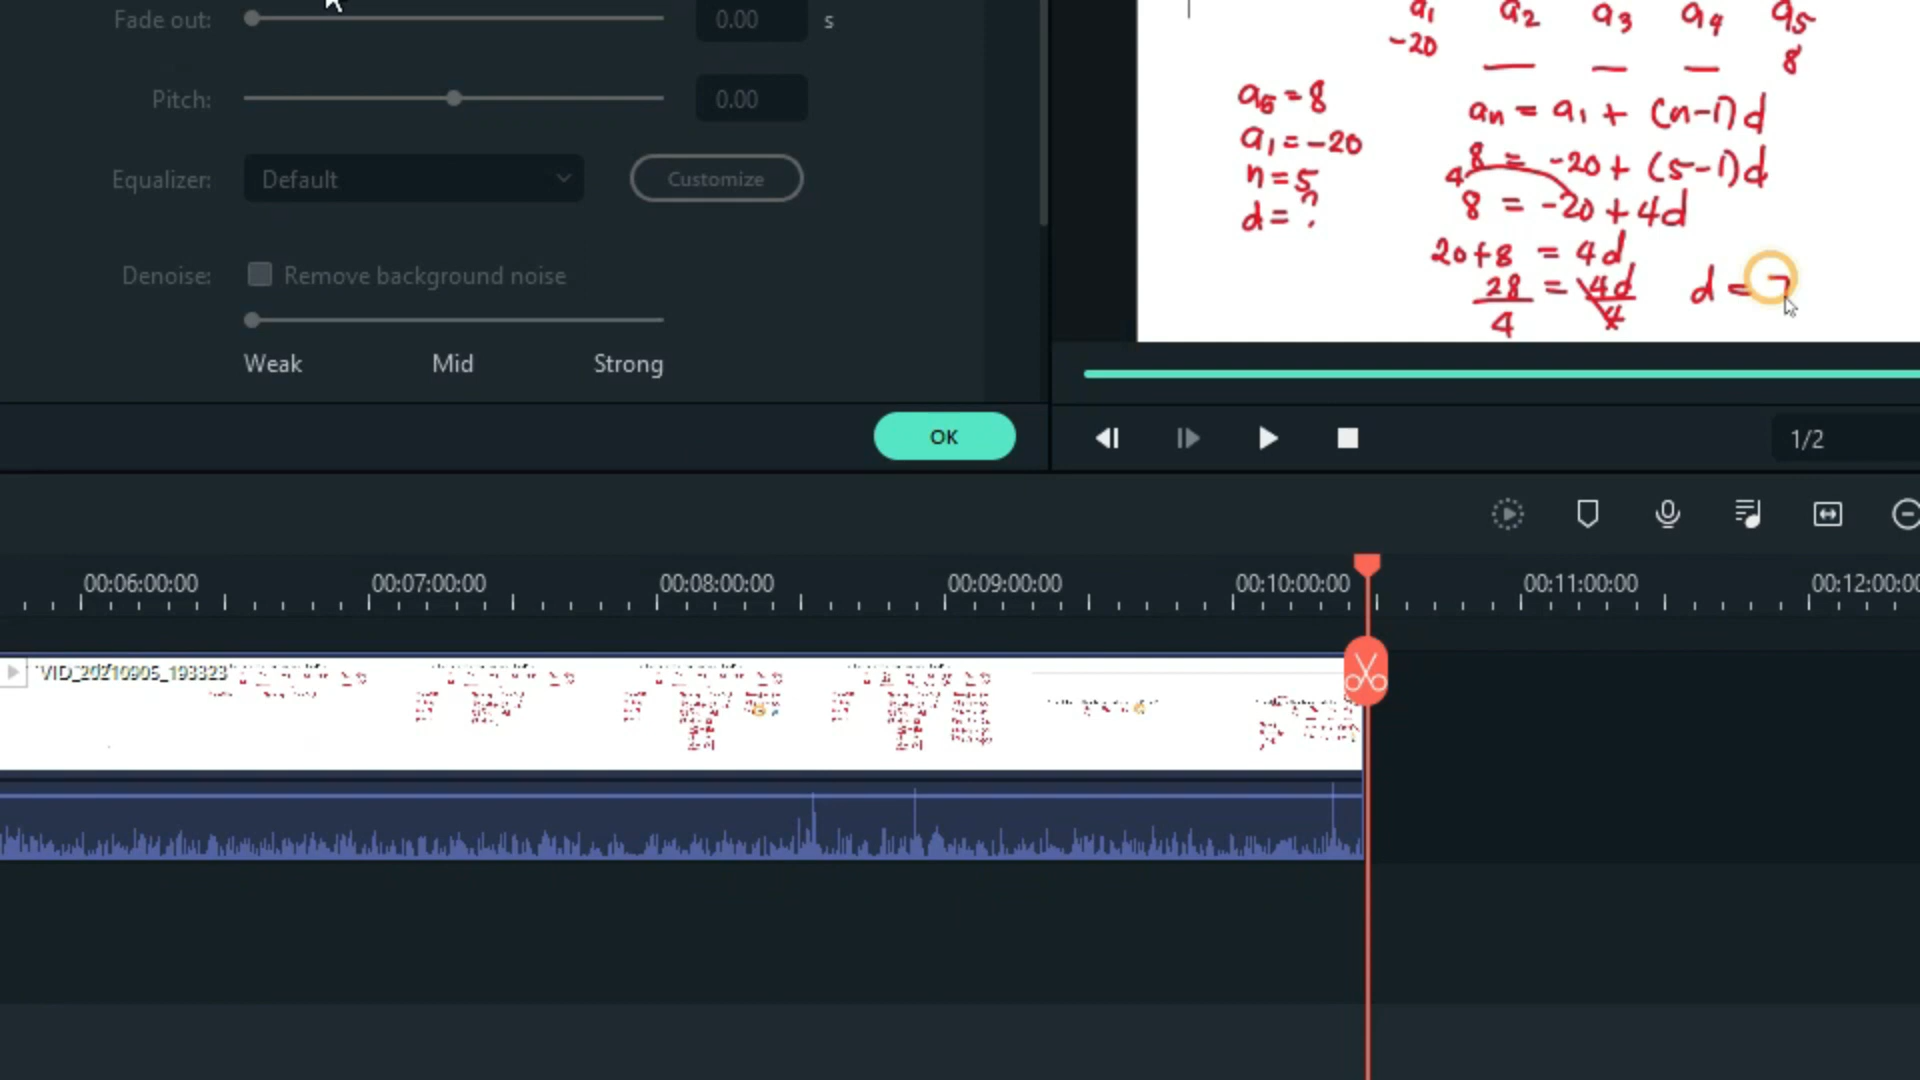 Fade out: 0.00 s
Pitch: 0.00
Equalizer: Default Customize
Denoise: Remove background noise
Weak Mid Strong
OK
a1 a2 a3 a4 a5
-20 8
a5 = 8
a1 = -20
n = 5
d = ?
an = a1 + (n-1)d
8 = -20 + (5-1)d
4
8 = -20 + 4d
20+8 = 4d
28 = 4d
4 4
d = 7
1/2
00:06:00:00 00:07:00:00 00:08:00:00 00:09:00:00 00:10:00:00 00:11:00:00 00:12:00:00
VID_20210905_193323